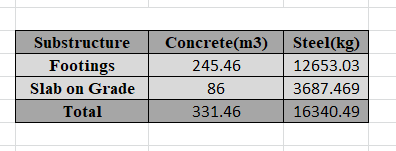 Substructure Concrete(m3) Steel(kg)
Footings 245.46 12653.03
Slab on Grade 86 3687.469
Total 331.46 16340.49